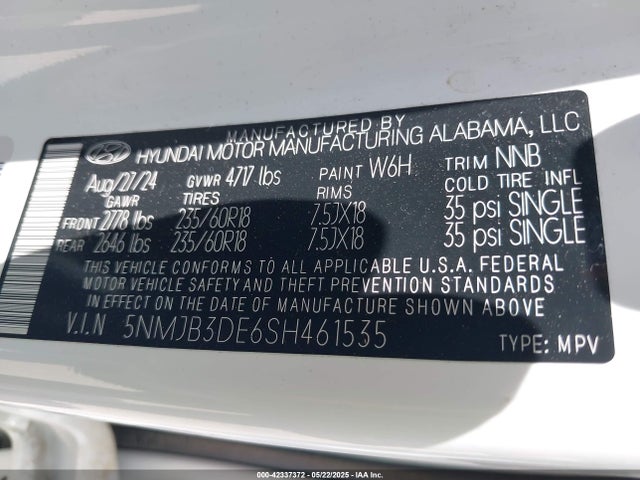 MANUFACTURED BY
HYUNDAI MOTOR MANUFACTURING ALABAMA, LLC
Aug/27/24 GVWR 4717 lbs PAINT W6H TRIM NNB
GAWR TIRES RIMS COLD TIRE INFL
FRONT 2778 lbs 235/60R18 7.5JX18 35 psi SINGLE
REAR 2646 lbs 235/60R18 7.5JX18 35 psi SINGLE
THIS VEHICLE CONFORMS TO ALL APPLICABLE U.S.A. FEDERAL
MOTOR VEHICLE SAFETY AND THEFT PREVENTION STANDARDS
IN EFFECT ON THE DATE OF MANUFACTURE SHOWN ABOVE.
V.I.N 5NMJB3DE6SH461535
TYPE: MPV
000-42337372 - 05/22/2025 - IAAI.COM